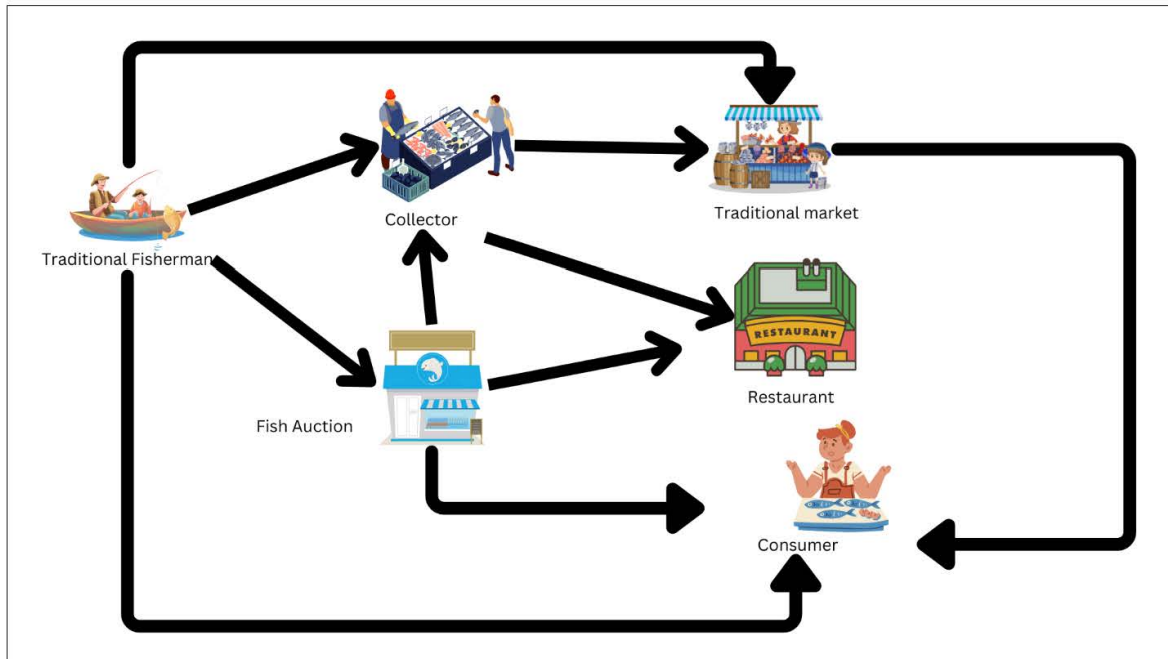 Collector
Traditional market
Traditional Fisherman
RESTAURANT
Restaurant
Fish Auction
Consumer